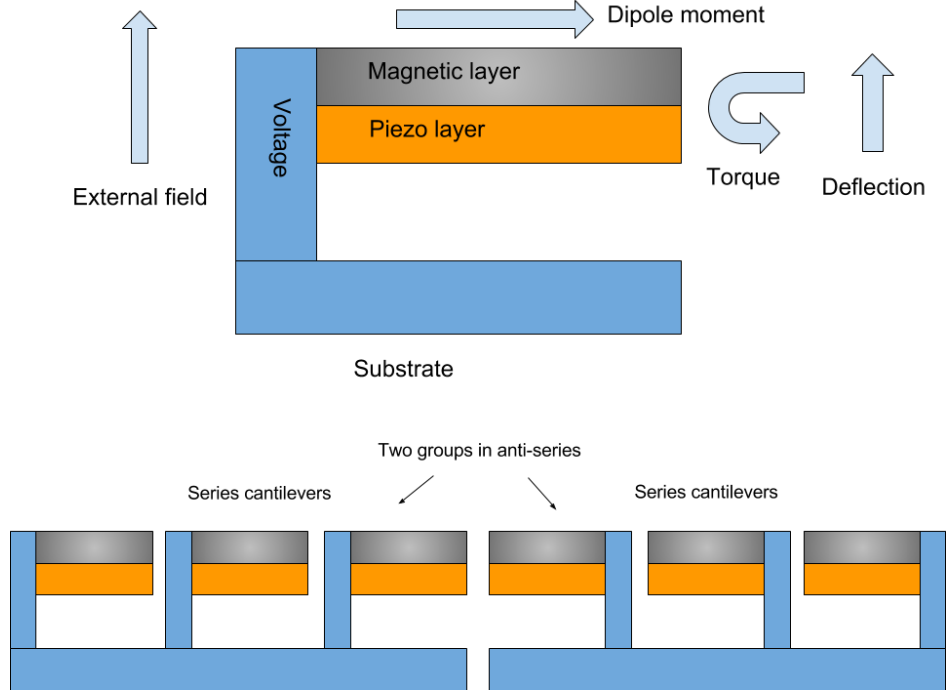 Dipole moment
Magnetic layer
Voltage
Piezo layer
Torque
External field
Deflection
Substrate
Two groups in anti-series
Series cantilevers
Series cantilevers